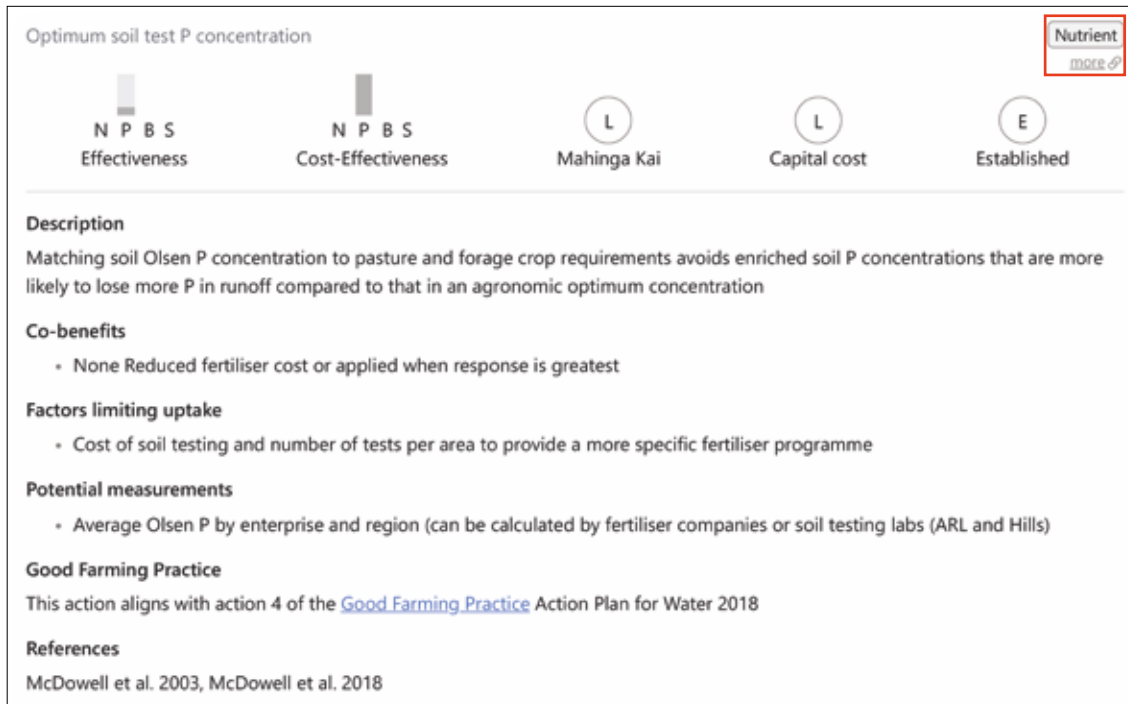 Optimum soil test P concentration
Nutrient
more
N P B S
Effectiveness
N P B S
Cost-Effectiveness
L
Mahinga Kai
L
Capital cost
E
Established
Description
Matching soil Olsen P concentration to pasture and forage crop requirements avoids enriched soil P concentrations that are more
likely to lose more P in runoff compared to that in an agronomic optimum concentration
Co-benefits
• None Reduced fertiliser cost or applied when response is greatest
Factors limiting uptake
• Cost of soil testing and number of tests per area to provide a more specific fertiliser programme
Potential measurements
• Average Olsen P by enterprise and region (can be calculated by fertiliser companies or soil testing labs (ARL and Hills)
Good Farming Practice
This action aligns with action 4 of the Good Farming Practice Action Plan for Water 2018
References
McDowell et al. 2003, McDowell et al. 2018